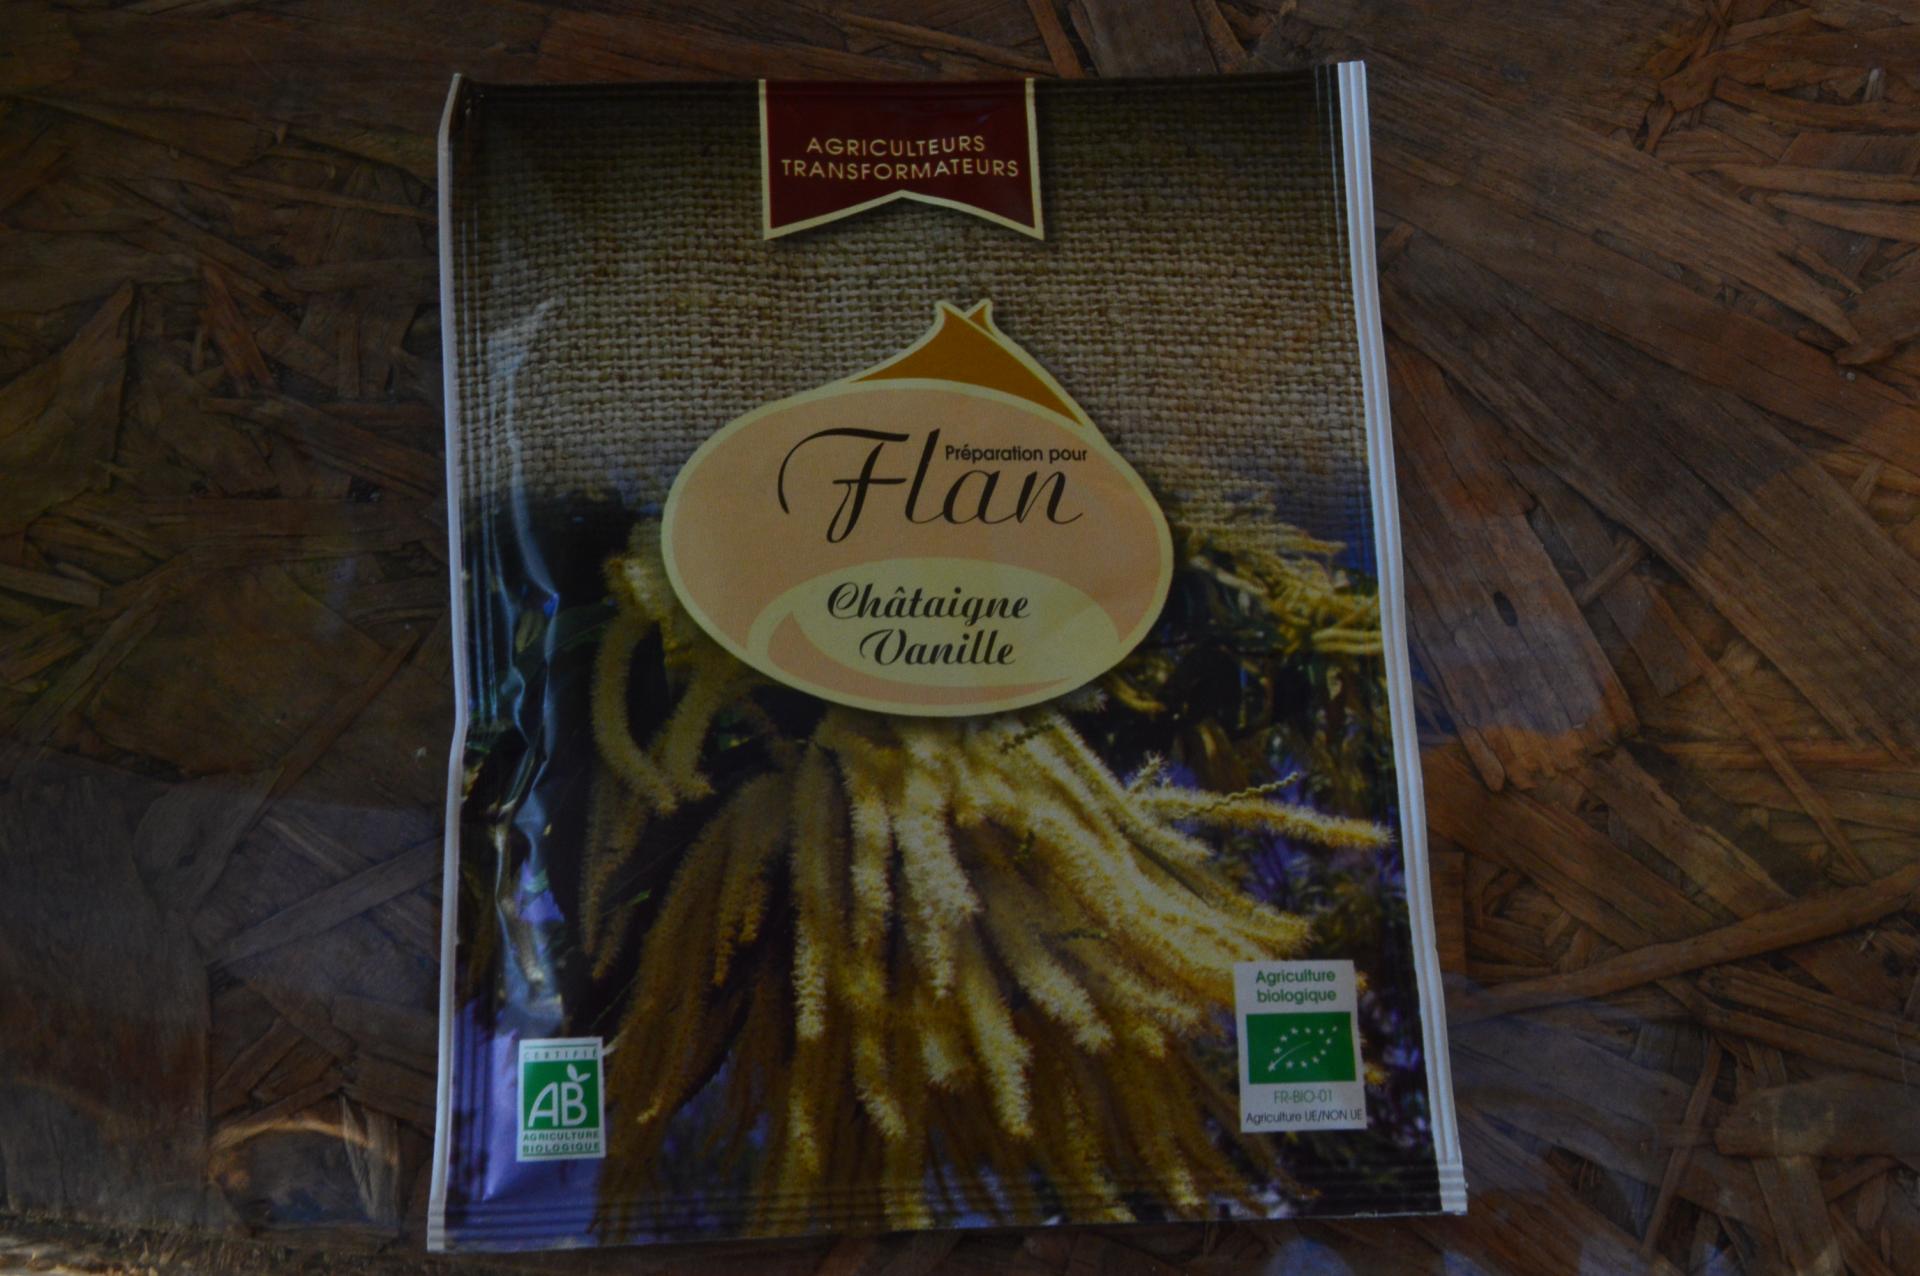 AGRICULTEURS
TRANSFORMATEURS
Préparation pour
Flan
Châtaigne
Vanille
Agriculture
biologique
FR-BIO-01
Agriculture UE/NON UE
CERTIFIÉ
AB
AGRICULTURE
BIOLOGIQUE